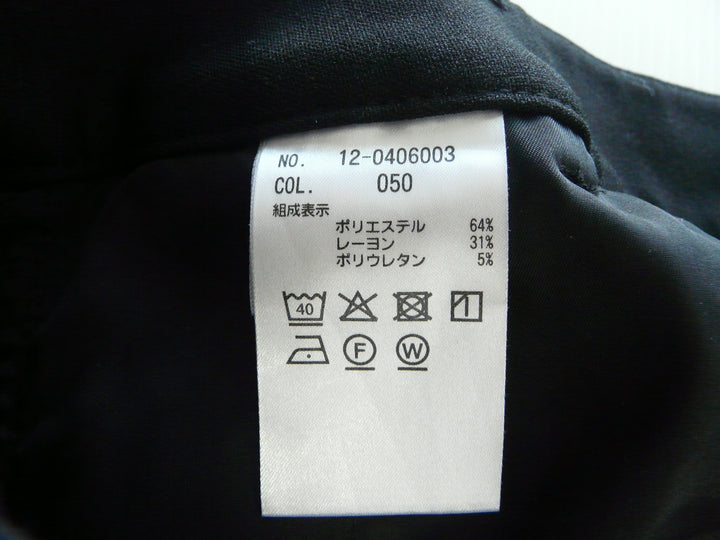 NO. 12-0406003
COL. 050
組成表示
ポリエステル 64%
レーヨン 31%
ポリウレタン 5%
40
F W